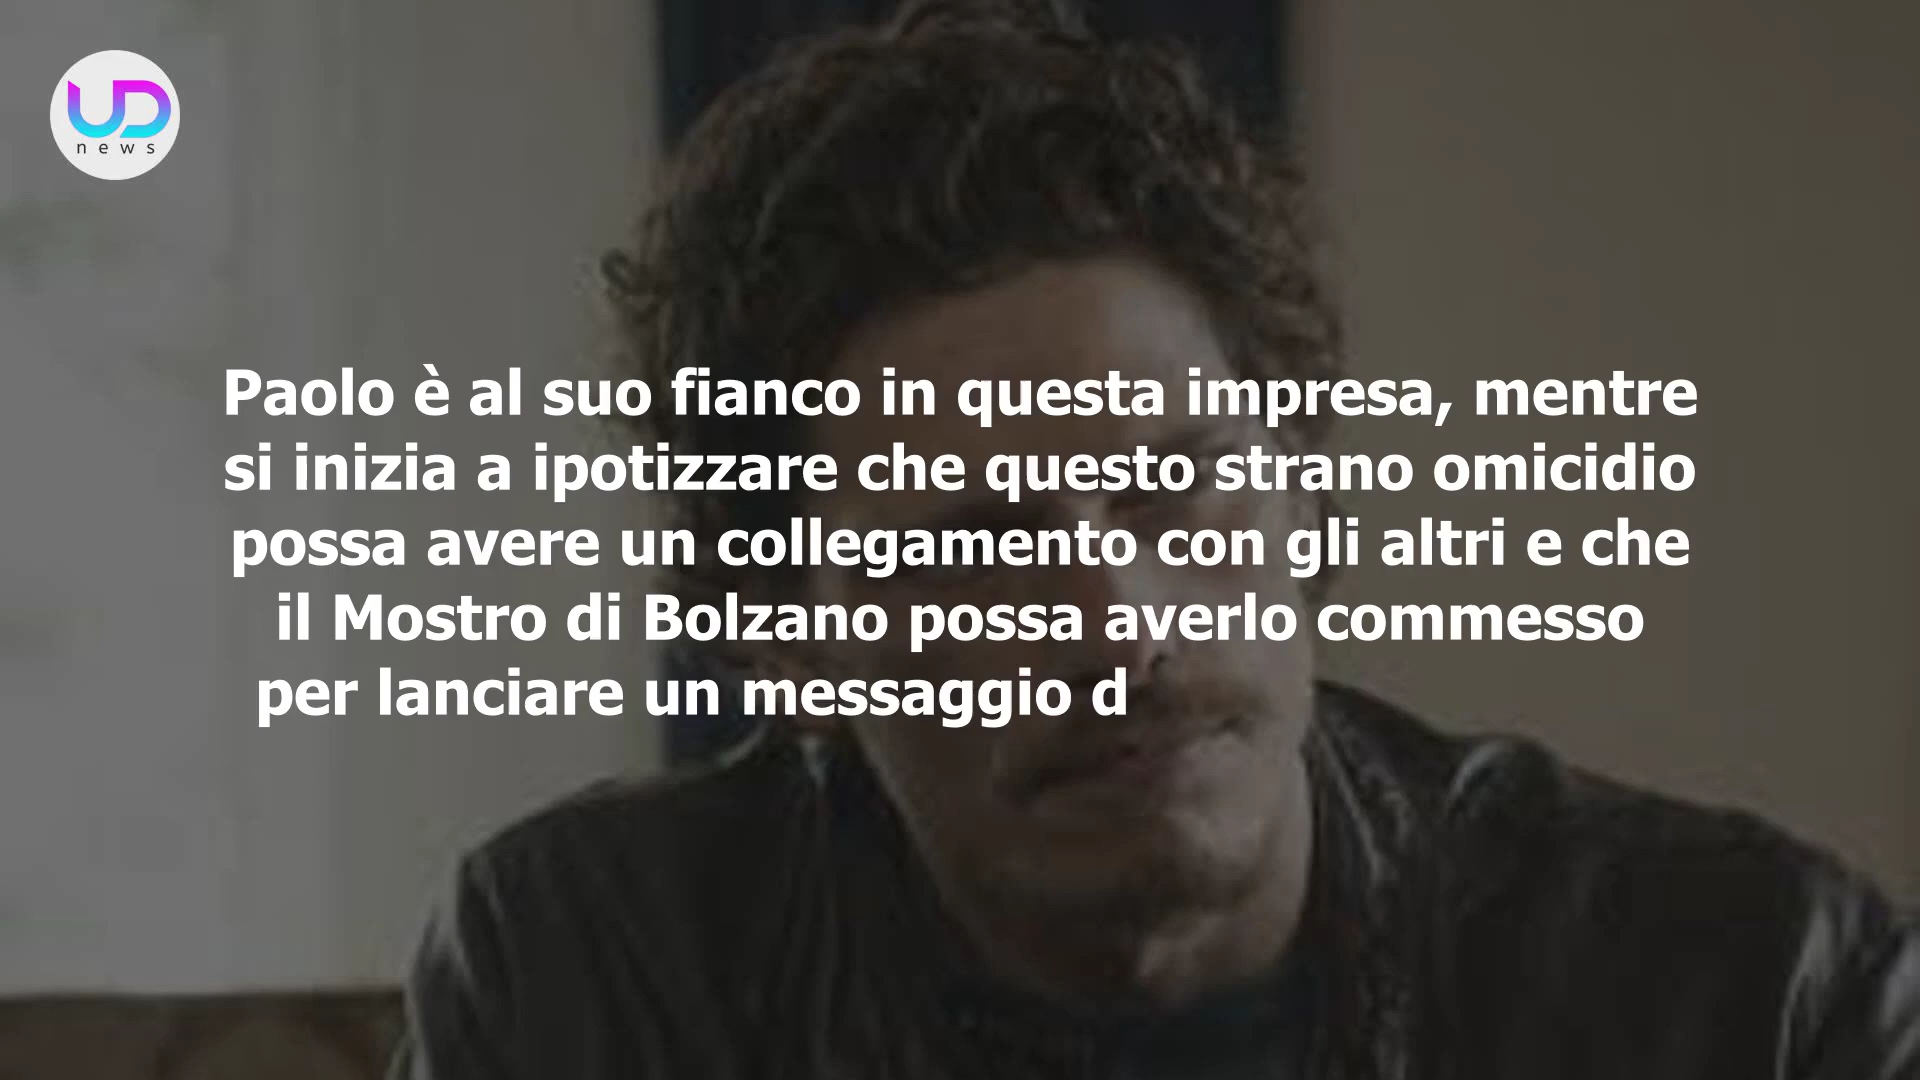 UD
news
Paolo è al suo fianco in questa impresa, mentre
si inizia a ipotizzare che questo strano omicidio
possa avere un collegamento con gli altri e che
il Mostro di Bolzano possa averlo commesso
per lanciare un messaggio d